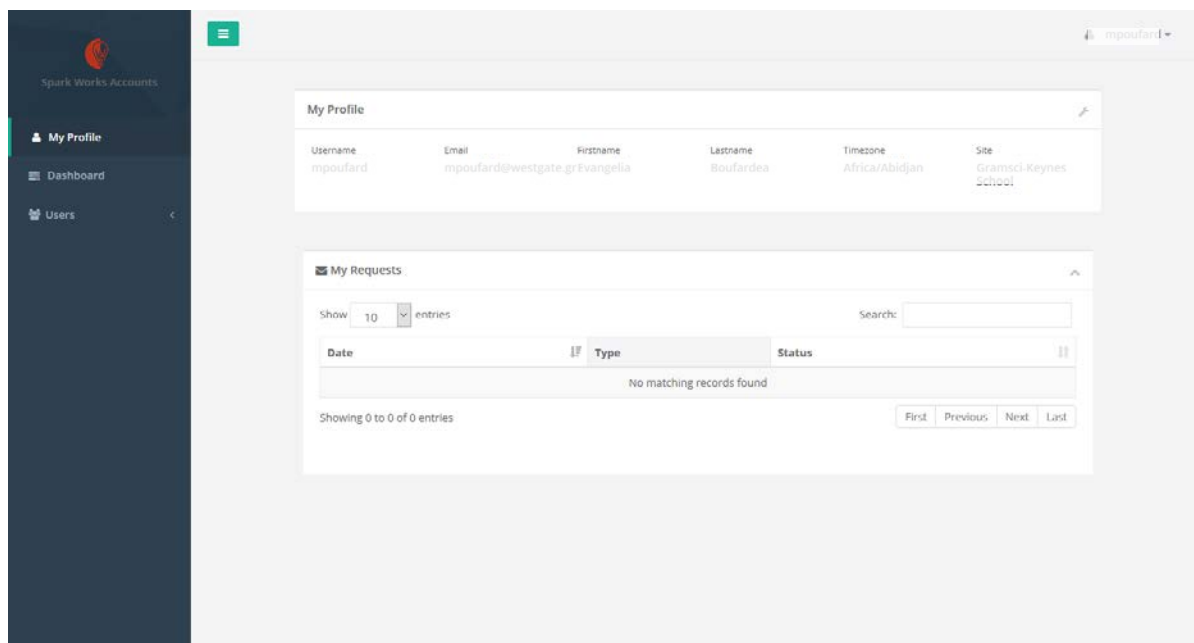 mpoufard
Spark Works Accounts
My Profile
Dashboard
Users
My Profile
Username Email Firstname Lastname Timezone Site
mpoufard mpoufard@westgate.gr Evangelia Boufardea Africa/Abidjan Gramsci-Keynes
School
My Requests
Show 10 entries Search:
Date Type Status
No matching records found
Showing 0 to 0 of 0 entries First Previous Next Last